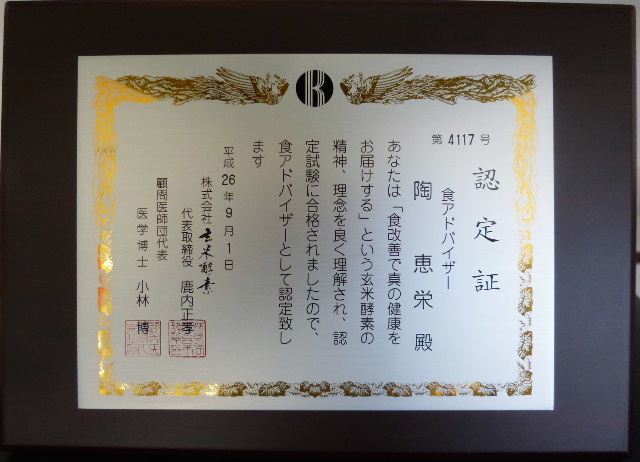 第4117号
認定証
食アドバイザー
陶恵栄殿
あなたは「食改善で真の健康を
お届けする」という玄米酵素の
精神、理念を良く理解され、認
定試験に合格されましたので、
食アドバイザーとして認定致し
ます
平成26年9月1日
株式会社玄米酵素
代表取締役 鹿内正孝
顧問医師団代表
医学博士 小林博